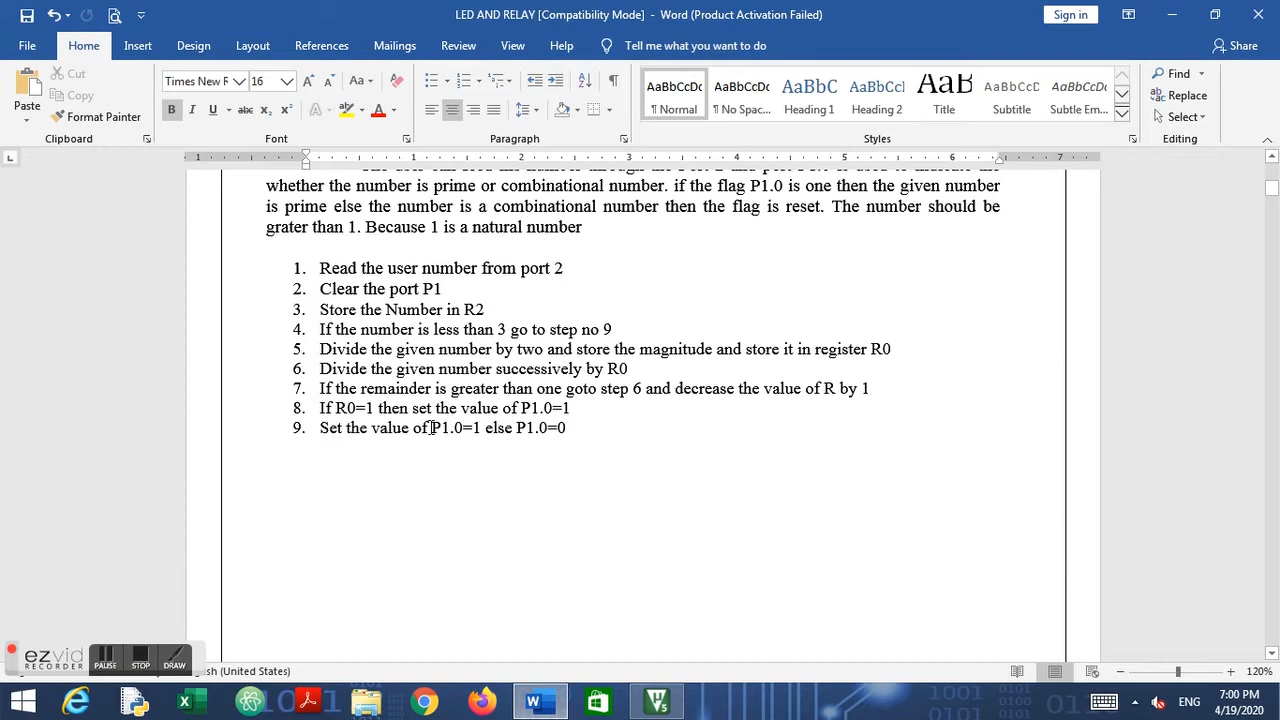 LED AND RELAY [Compatibility Mode] - Word (Product Activation Failed)
Sign in
File Home Insert Design Layout References Mailings Review View Help Tell me what you want to do
Share
Paste
Cut
Copy
Format Painter
Clipboard
Times New R 16
Font
Paragraph
AaBbCcDc AaBbCcDc AaBbC AaBbCcl AaB AaBbCcD AaBbCcDc
¶ Normal ¶ No Spac... Heading 1 Heading 2 Title Subtitle Subtle Em...
Styles
Find
Replace
Select
Editing
1 1 2 3 4 5 6 7
whether the number is prime or combinational number. if the flag P1.0 is one then the given number
is prime else the number is a combinational number then the flag is reset. The number should be
grater than 1. Because 1 is a natural number
1. Read the user number from port 2
2. Clear the port P1
3. Store the Number in R2
4. If the number is less than 3 go to step no 9
5. Divide the given number by two and store the magnitude and store it in register R0
6. Divide the given number successively by R0
7. If the remainder is greater than one goto step 6 and decrease the value of R by 1
8. If R0=1 then set the value of P1.0=1
9. Set the value of P1.0=1 else P1.0=0
ezvid
RECORDER
PAUSE STOP DRAW
(United States)
120%
ENG
7:00 PM
4/19/2020